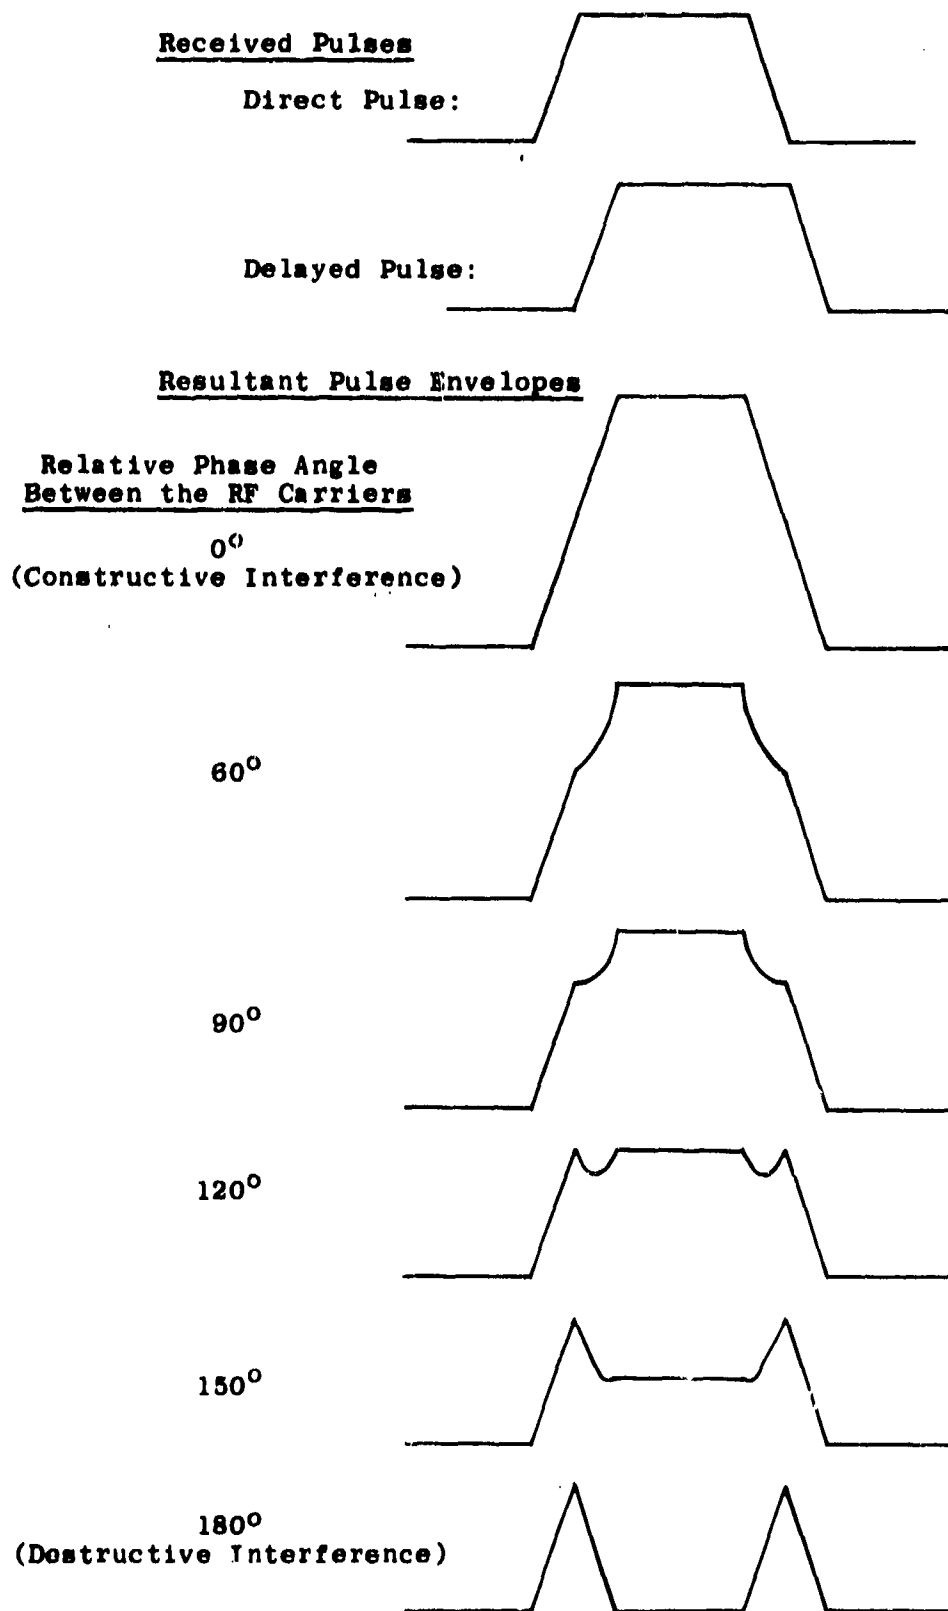 Received Pulses
Direct Pulse:
Delayed Pulse:
Resultant Pulse Envelopes
Relative Phase Angle
Between the RF Carriers
0°
(Constructive Interference)
60°
90°
120°
150°
180°
(Destructive Interference)